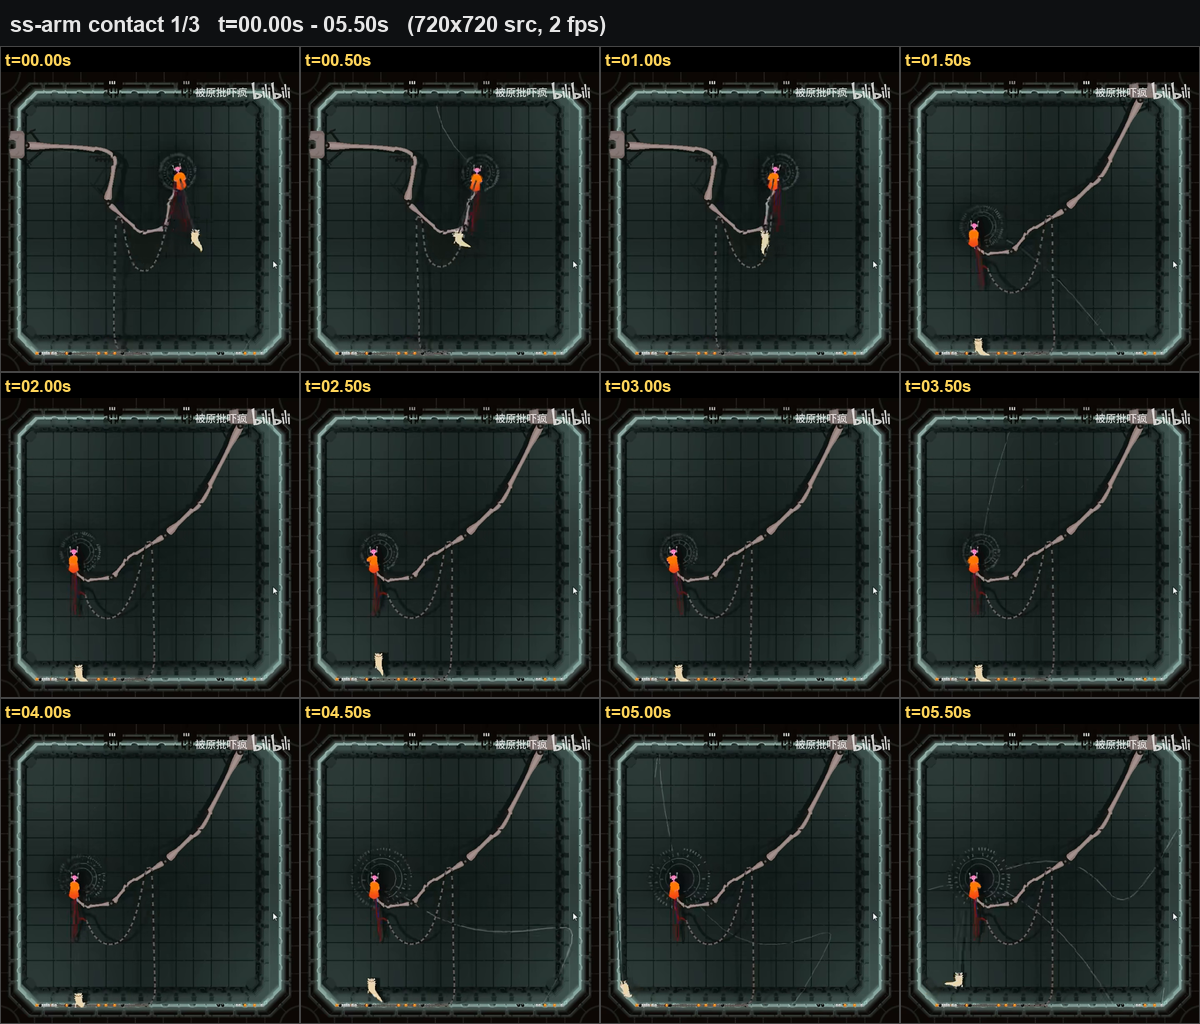 ss-arm contact 1/3 t=00.00s - 05.50s (720x720 src, 2 fps)
t=00.00s
被原批吓疯 bilibili
t=00.50s
被原批吓疯 bilibili
t=01.00s
被原批吓疯 bilibili
t=01.50s
被原批吓疯 bilibili
t=02.00s
被原批吓疯 bilibili
t=02.50s
被原批吓疯 bilibili
t=03.00s
被原批吓疯 bilibili
t=03.50s
被原批吓疯 bilibili
t=04.00s
被原批吓疯 bilibili
t=04.50s
被原批吓疯 bilibili
t=05.00s
被原批吓疯 bilibili
t=05.50s
被原批吓疯 bilibili